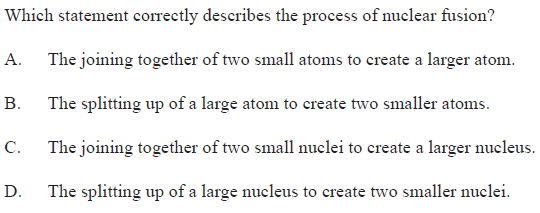 Which statement correctly describes the process of nuclear fusion?
A. The joining together of two small atoms to create a larger atom.
B. The splitting up of a large atom to create two smaller atoms.
C. The joining together of two small nuclei to create a larger nucleus.
D. The splitting up of a large nucleus to create two smaller nuclei.